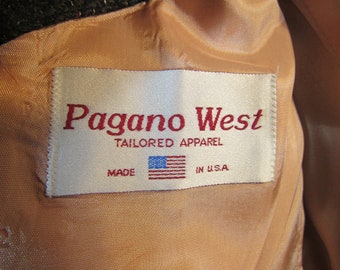 Pagano West
TAILORED APPAREL
MADE IN U.S.A.